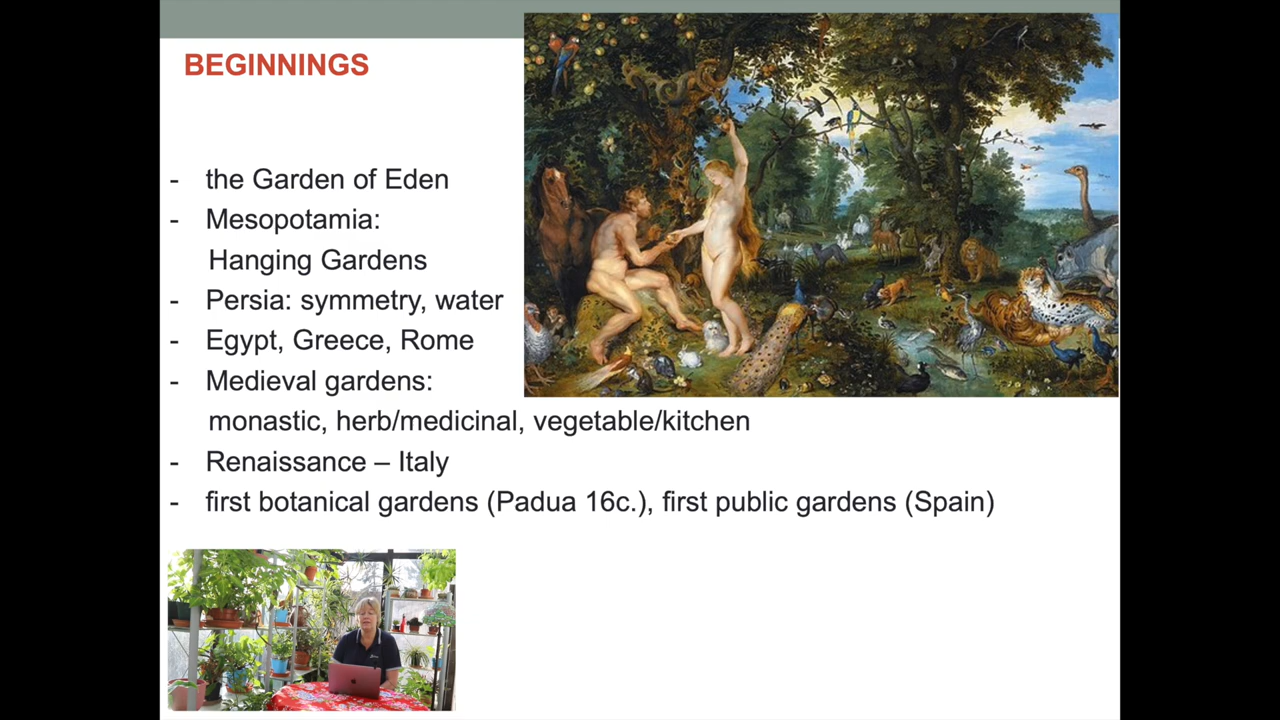 BEGINNINGS
- the Garden of Eden
- Mesopotamia:
Hanging Gardens
- Persia: symmetry, water
- Egypt, Greece, Rome
- Medieval gardens:
monastic, herb/medicinal, vegetable/kitchen
- Renaissance – Italy
- first botanical gardens (Padua 16c.), first public gardens (Spain)